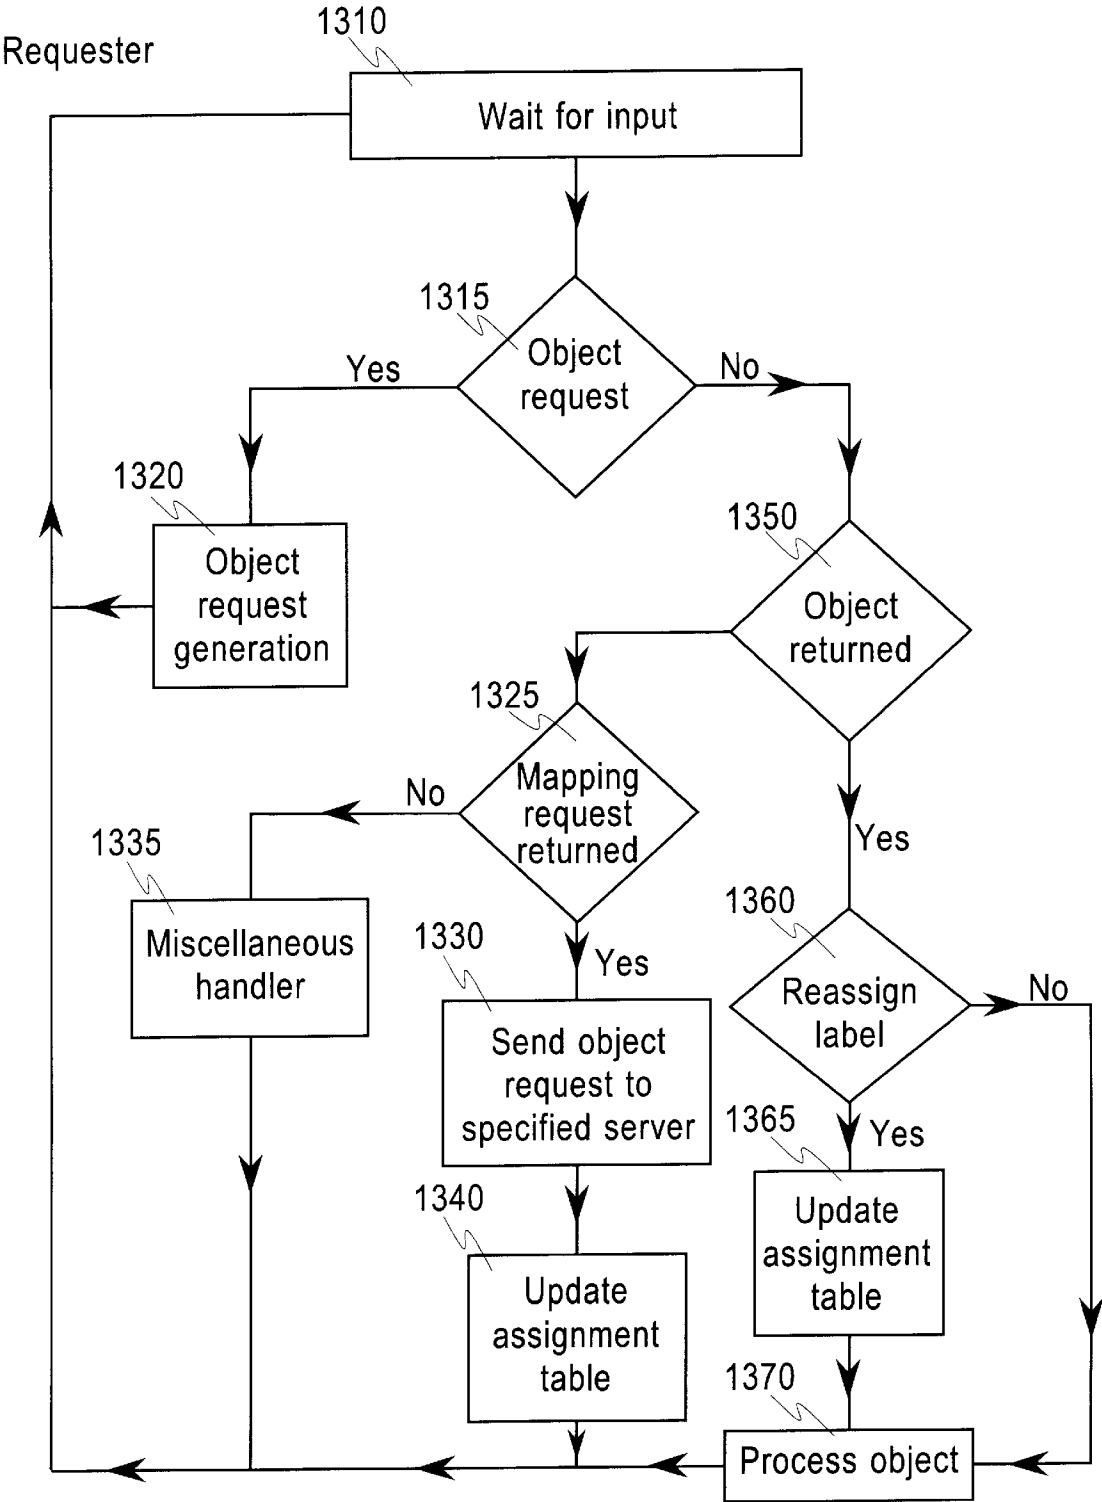 1310
Requester
Wait for input
1315
Object
request
Yes
No
1320
Object
request
generation
1350
Object
returned
1325
Mapping
request
returned
No
Yes
1335
Miscellaneous
handler
1360
Reassign
label
No
1330
Yes
Send object
request to
specified server
1365
Yes
Update
assignment
table
1340
Update
assignment
table
1370
Process object